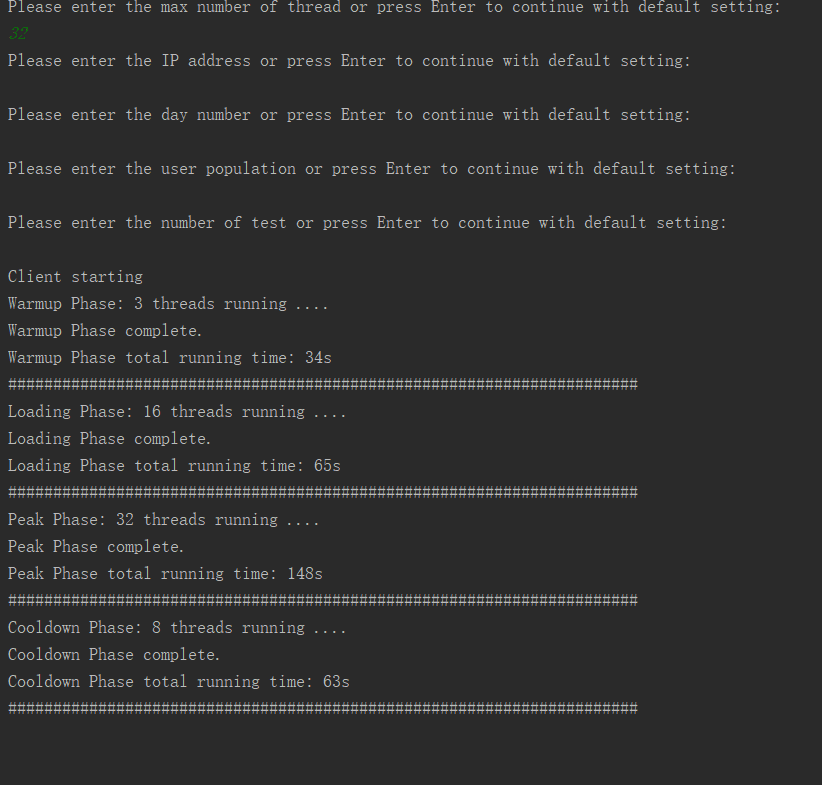 Please enter the max number of thread or press Enter to continue with default setting:
32
Please enter the IP address or press Enter to continue with default setting:
Please enter the day number or press Enter to continue with default setting:
Please enter the user population or press Enter to continue with default setting:
Please enter the number of test or press Enter to continue with default setting:
Client starting
Warmup Phase: 3 threads running ....
Warmup Phase complete.
Warmup Phase total running time: 34s
######################################################################
Loading Phase: 16 threads running ....
Loading Phase complete.
Loading Phase total running time: 65s
######################################################################
Peak Phase: 32 threads running ....
Peak Phase complete.
Peak Phase total running time: 148s
######################################################################
Cooldown Phase: 8 threads running ....
Cooldown Phase complete.
Cooldown Phase total running time: 63s
######################################################################